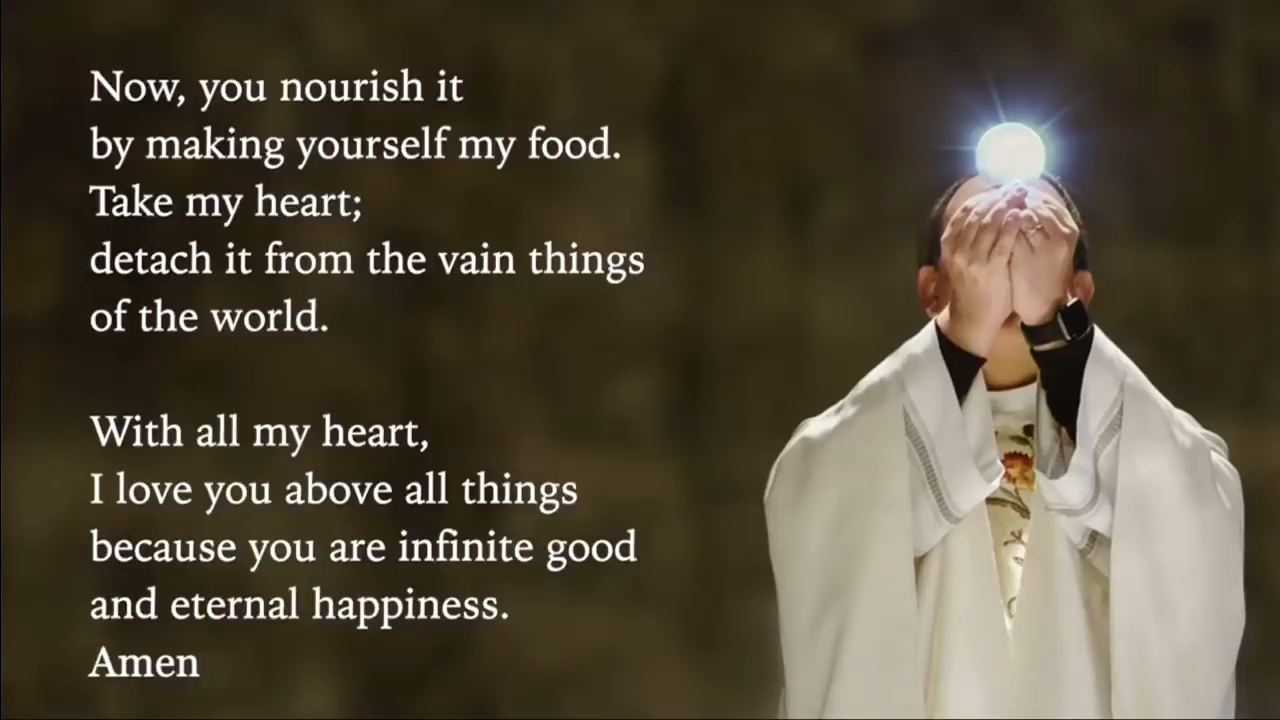 Now, you nourish it
by making yourself my food.
Take my heart;
detach it from the vain things
of the world.
With all my heart,
I love you above all things
because you are infinite good
and eternal happiness.
Amen